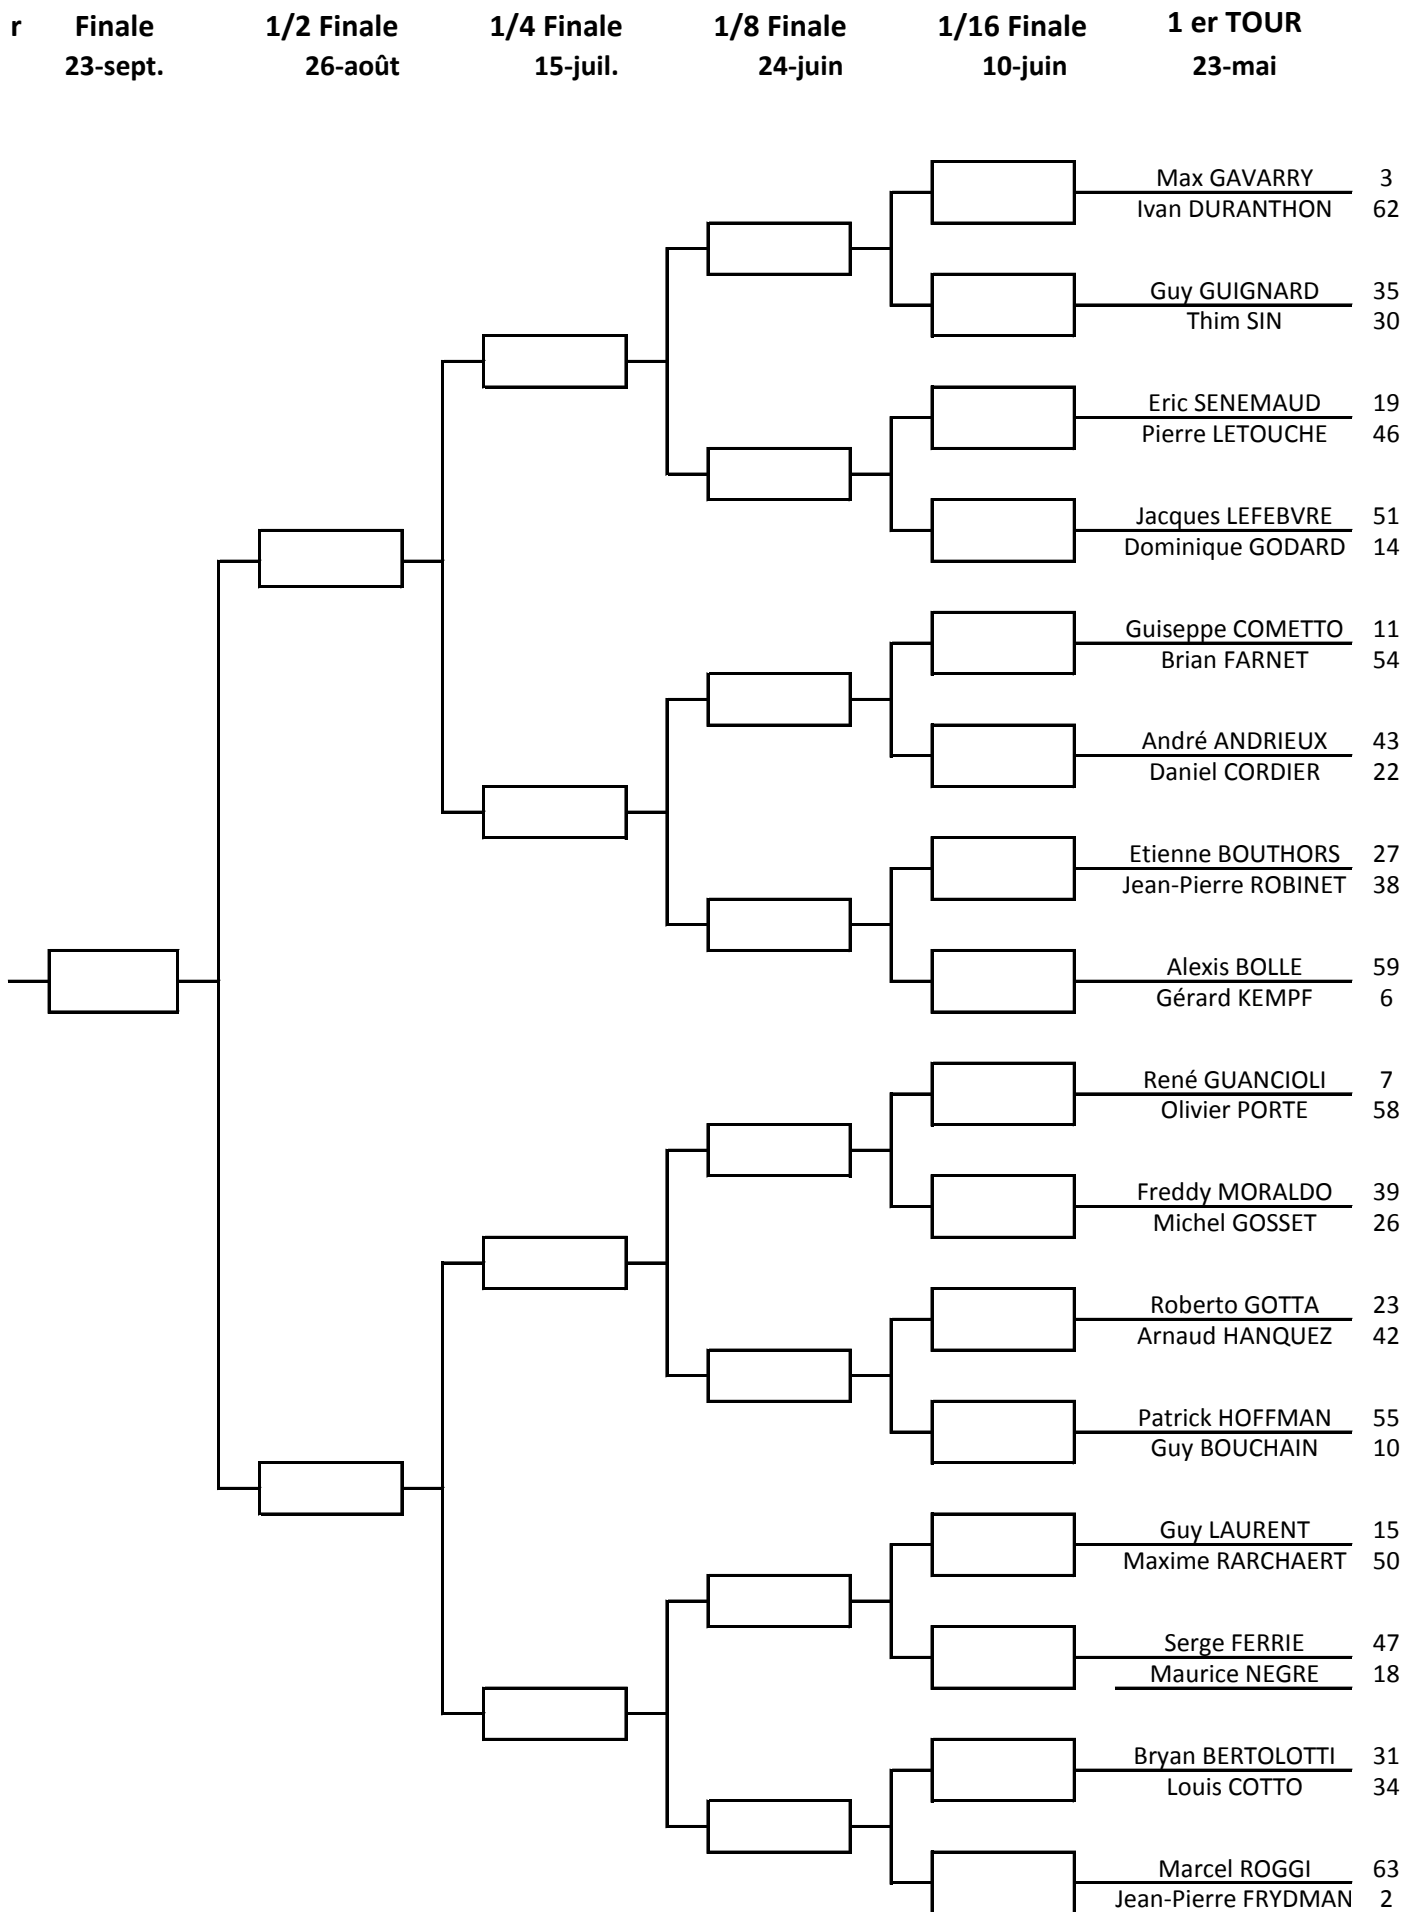 r Finale 1/2 Finale 1/4 Finale 1/8 Finale 1/16 Finale 1 er TOUR
23-sept. 26-août 15-juil. 24-juin 10-juin 23-mai
Max GAVARRY 3
Ivan DURANTHON 62
Guy GUIGNARD 35
Thim SIN 30
Eric SENEMAUD 19
Pierre LETOUCHE 46
Jacques LEFEBVRE 51
Dominique GODARD 14
Guiseppe COMETTO 11
Brian FARNET 54
André ANDRIEUX 43
Daniel CORDIER 22
Etienne BOUTHORS 27
Jean-Pierre ROBINET 38
Alexis BOLLE 59
Gérard KEMPF 6
René GUANCIOLI 7
Olivier PORTE 58
Freddy MORALDO 39
Michel GOSSET 26
Roberto GOTTA 23
Arnaud HANQUEZ 42
Patrick HOFFMAN 55
Guy BOUCHAIN 10
Guy LAURENT 15
Maxime RARCHAERT 50
Serge FERRIE 47
Maurice NEGRE 18
Bryan BERTOLOTTI 31
Louis COTTO 34
Marcel ROGGI 63
Jean-Pierre FRYDMAN 2